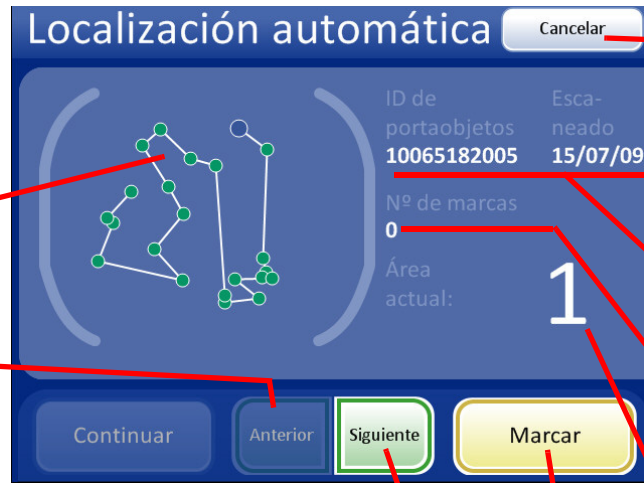 Localización automática
Cancelar
ID de
portaobjetos
10065182005
Esca-
neado
15/07/09
Nº de marcas
0
Área
actual:
1
Continuar
Anterior
Siguiente
Marcar